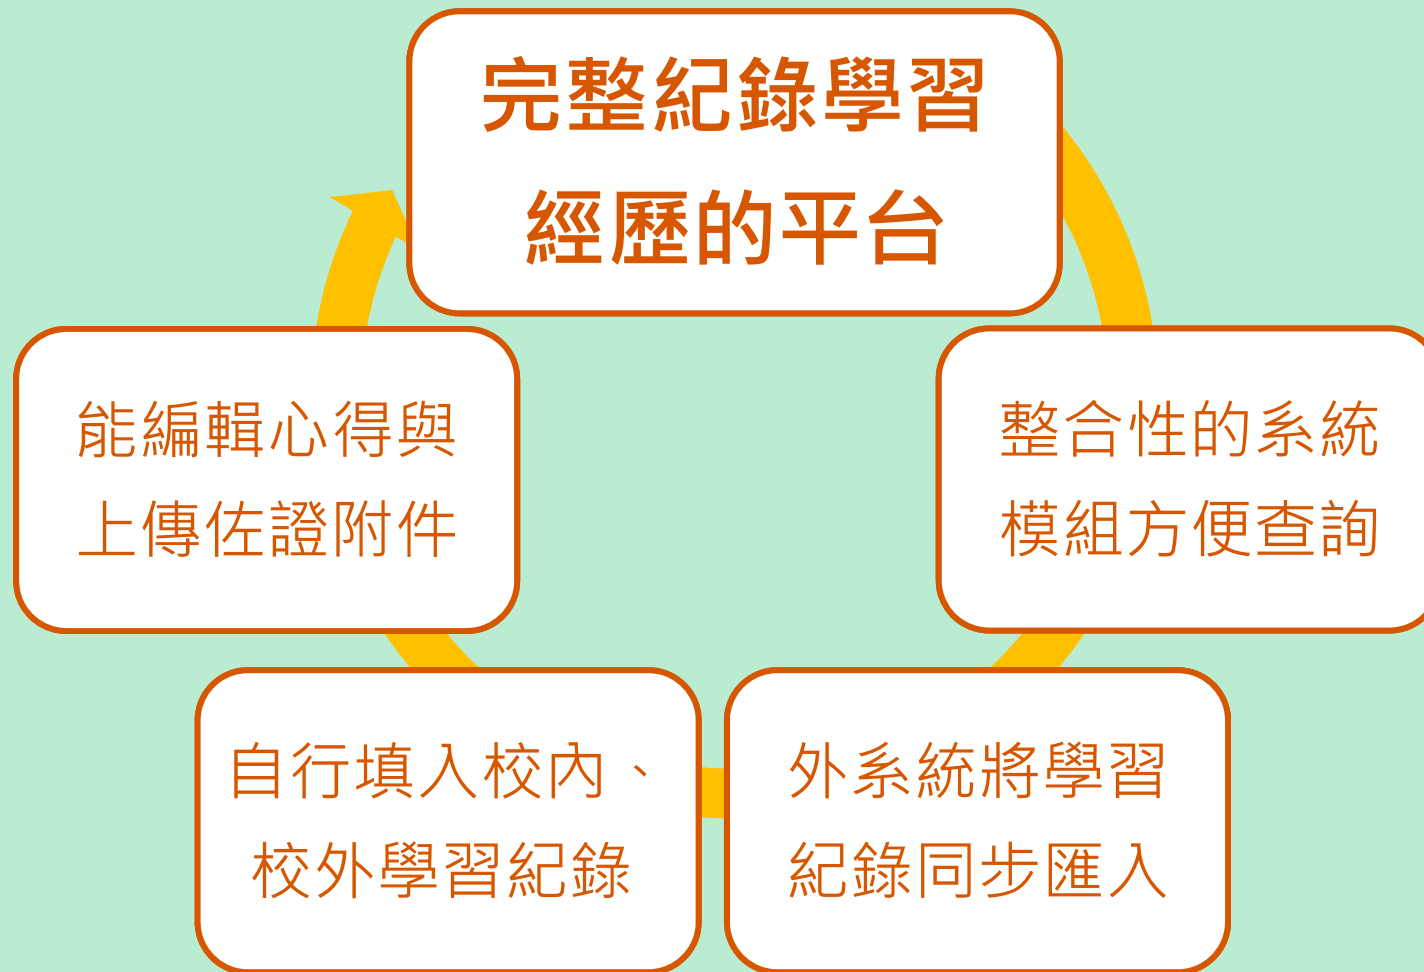 完整紀錄學習
經歷的平台
整合性的系統
模組方便查詢
外系統將學習
紀錄同步匯入
自行填入校內、
校外學習紀錄
能編輯心得與
上傳佐證附件